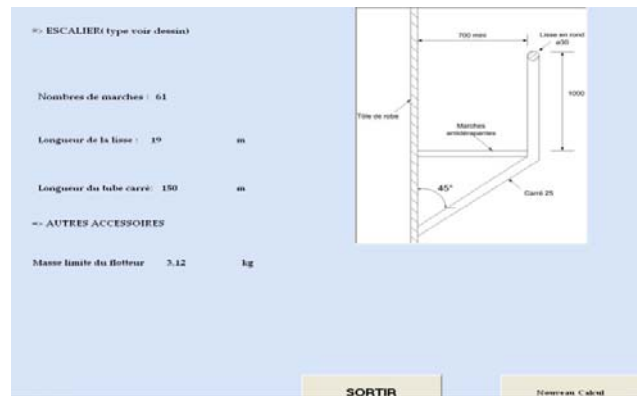 => ESCALIER( type voir dessin)
Nombres de marches : 61
Longueur de la lisse : 19 m
Longueur du tube carré: 150 m
=> AUTRES ACCESSOIRES
Masse limite du flotteur 3.12 kg
700 mm
Lisse en rond
ø30
1000
Tôle de robe
Marches
antidérapantes
45°
Carré 25
SORTIR
Nouveau Calcul